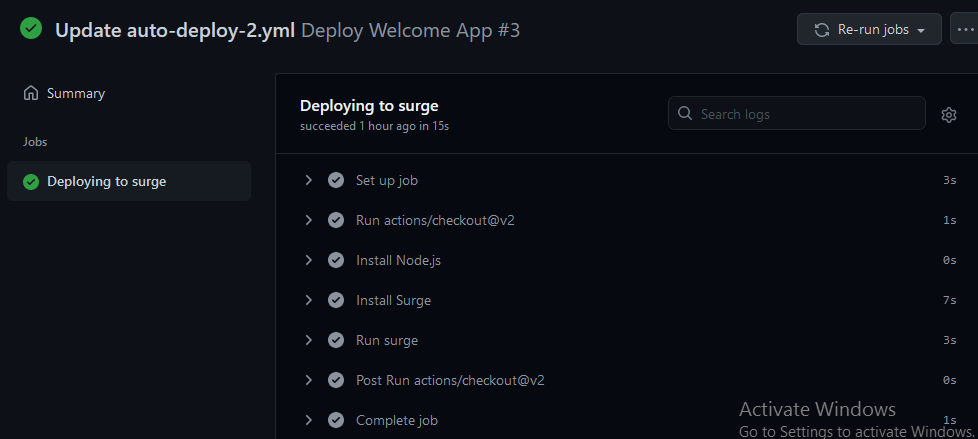 Update auto-deploy-2.yml Deploy Welcome App #3
Re-run jobs
Summary
Jobs
Deploying to surge
Deploying to surge
succeeded 1 hour ago in 15s
Search logs
Set up job 3s
Run actions/checkout@v2 1s
Install Node.js 0s
Install Surge 7s
Run surge 3s
Post Run actions/checkout@v2 0s
Complete job 1s
Activate Windows
Go to Settings to activate Windows.